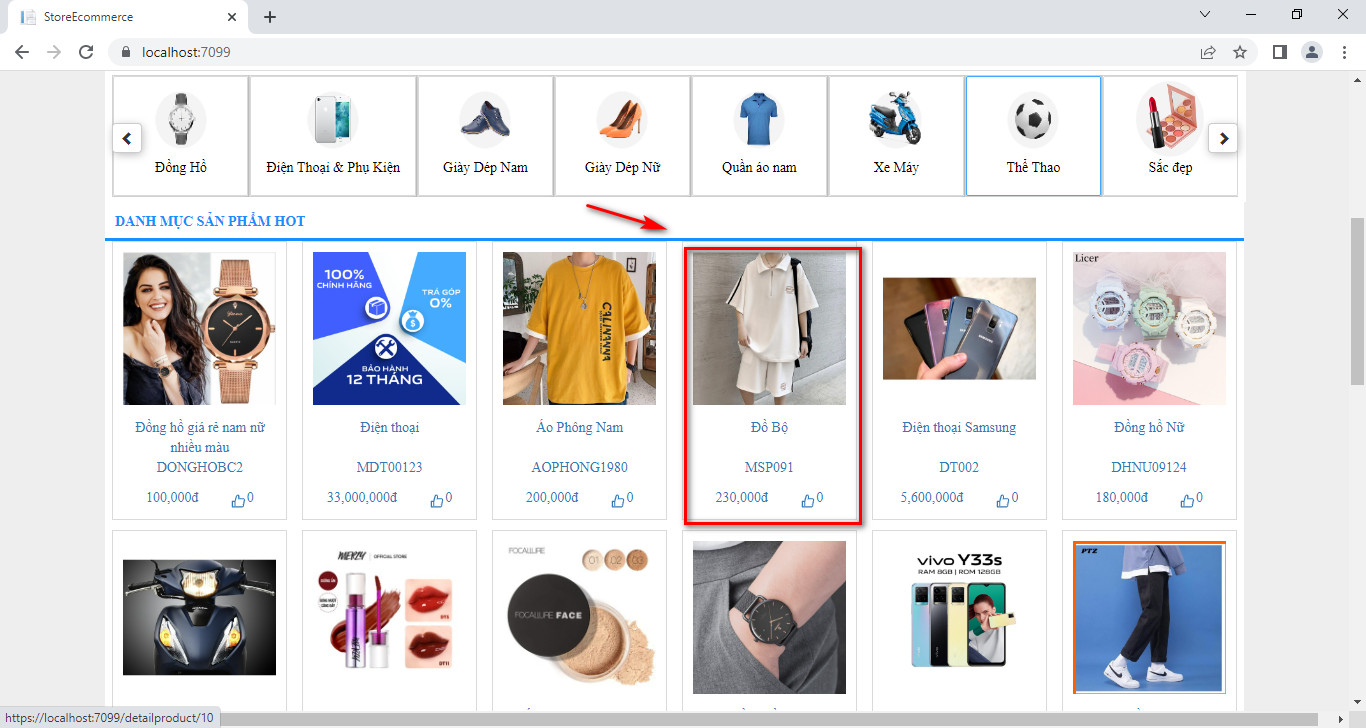 StoreEcommerce
localhost:7099
Đồng Hồ
Điện Thoại & Phụ Kiện
Giày Dép Nam
Giày Dép Nữ
Quần áo nam
Xe Máy
Thể Thao
Sắc đẹp
DANH MỤC SẢN PHẨM HOT
100%
CHÍNH HÃNG
TRẢ GÓP
0%
BẢO HÀNH
12 THÁNG
Licer
Đồng hồ giá rẻ nam nữ
nhiều màu
DONGHOBC2
100,000đ 0
Điện thoại
MDT00123
33,000,000đ 0
Áo Phông Nam
AOPHONG1980
200,000đ 0
Đồ Bộ
MSP091
230,000đ 0
Điện thoại Samsung
DT002
5,600,000đ 0
Đồng hồ Nữ
DHNU09124
180,000đ 0
MERZY OFFICIAL STORE
DT11
FOCALLURE
01 02 03
FOCALLURE FACE
vivo Y33s
RAM 8GB | ROM 128GB
PTZ
https://localhost:7099/detailproduct/10